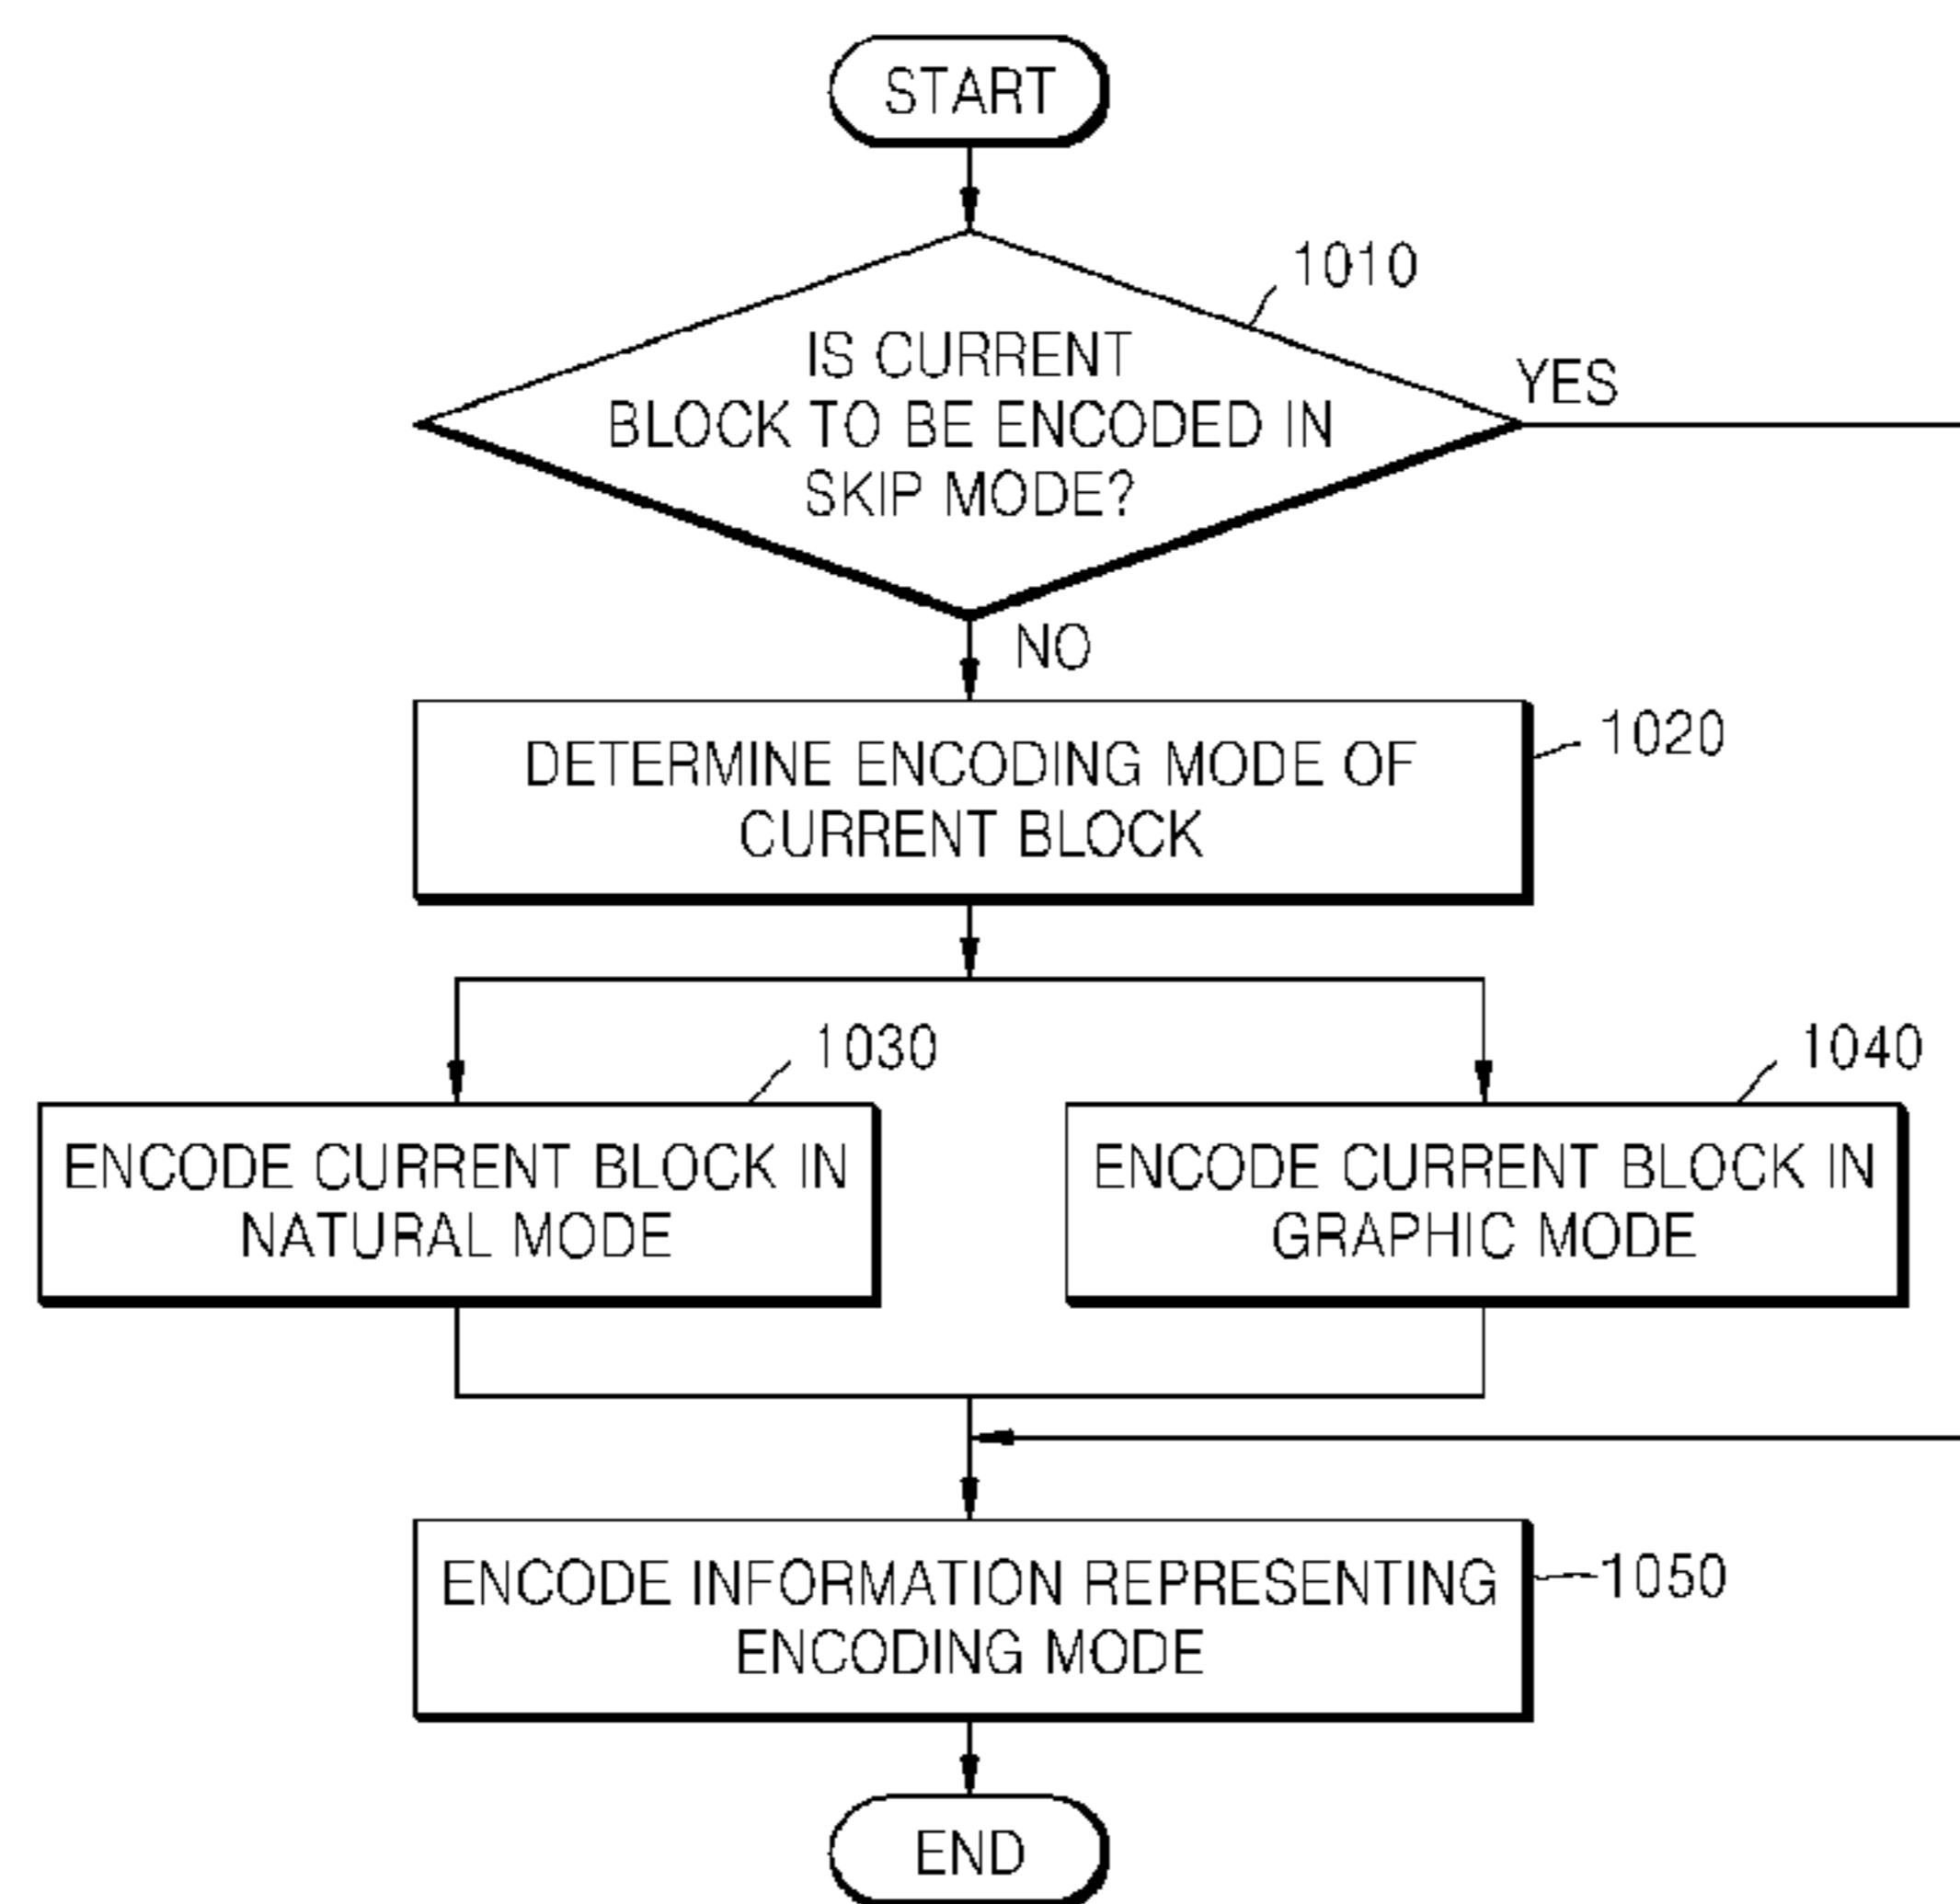 START
1010
IS CURRENT
BLOCK TO BE ENCODED IN
SKIP MODE?
YES
NO
1020
DETERMINE ENCODING MODE OF
CURRENT BLOCK
1030
ENCODE CURRENT BLOCK IN
NATURAL MODE
1040
ENCODE CURRENT BLOCK IN
GRAPHIC MODE
ENCODE INFORMATION REPRESENTING
ENCODING MODE
1050
END